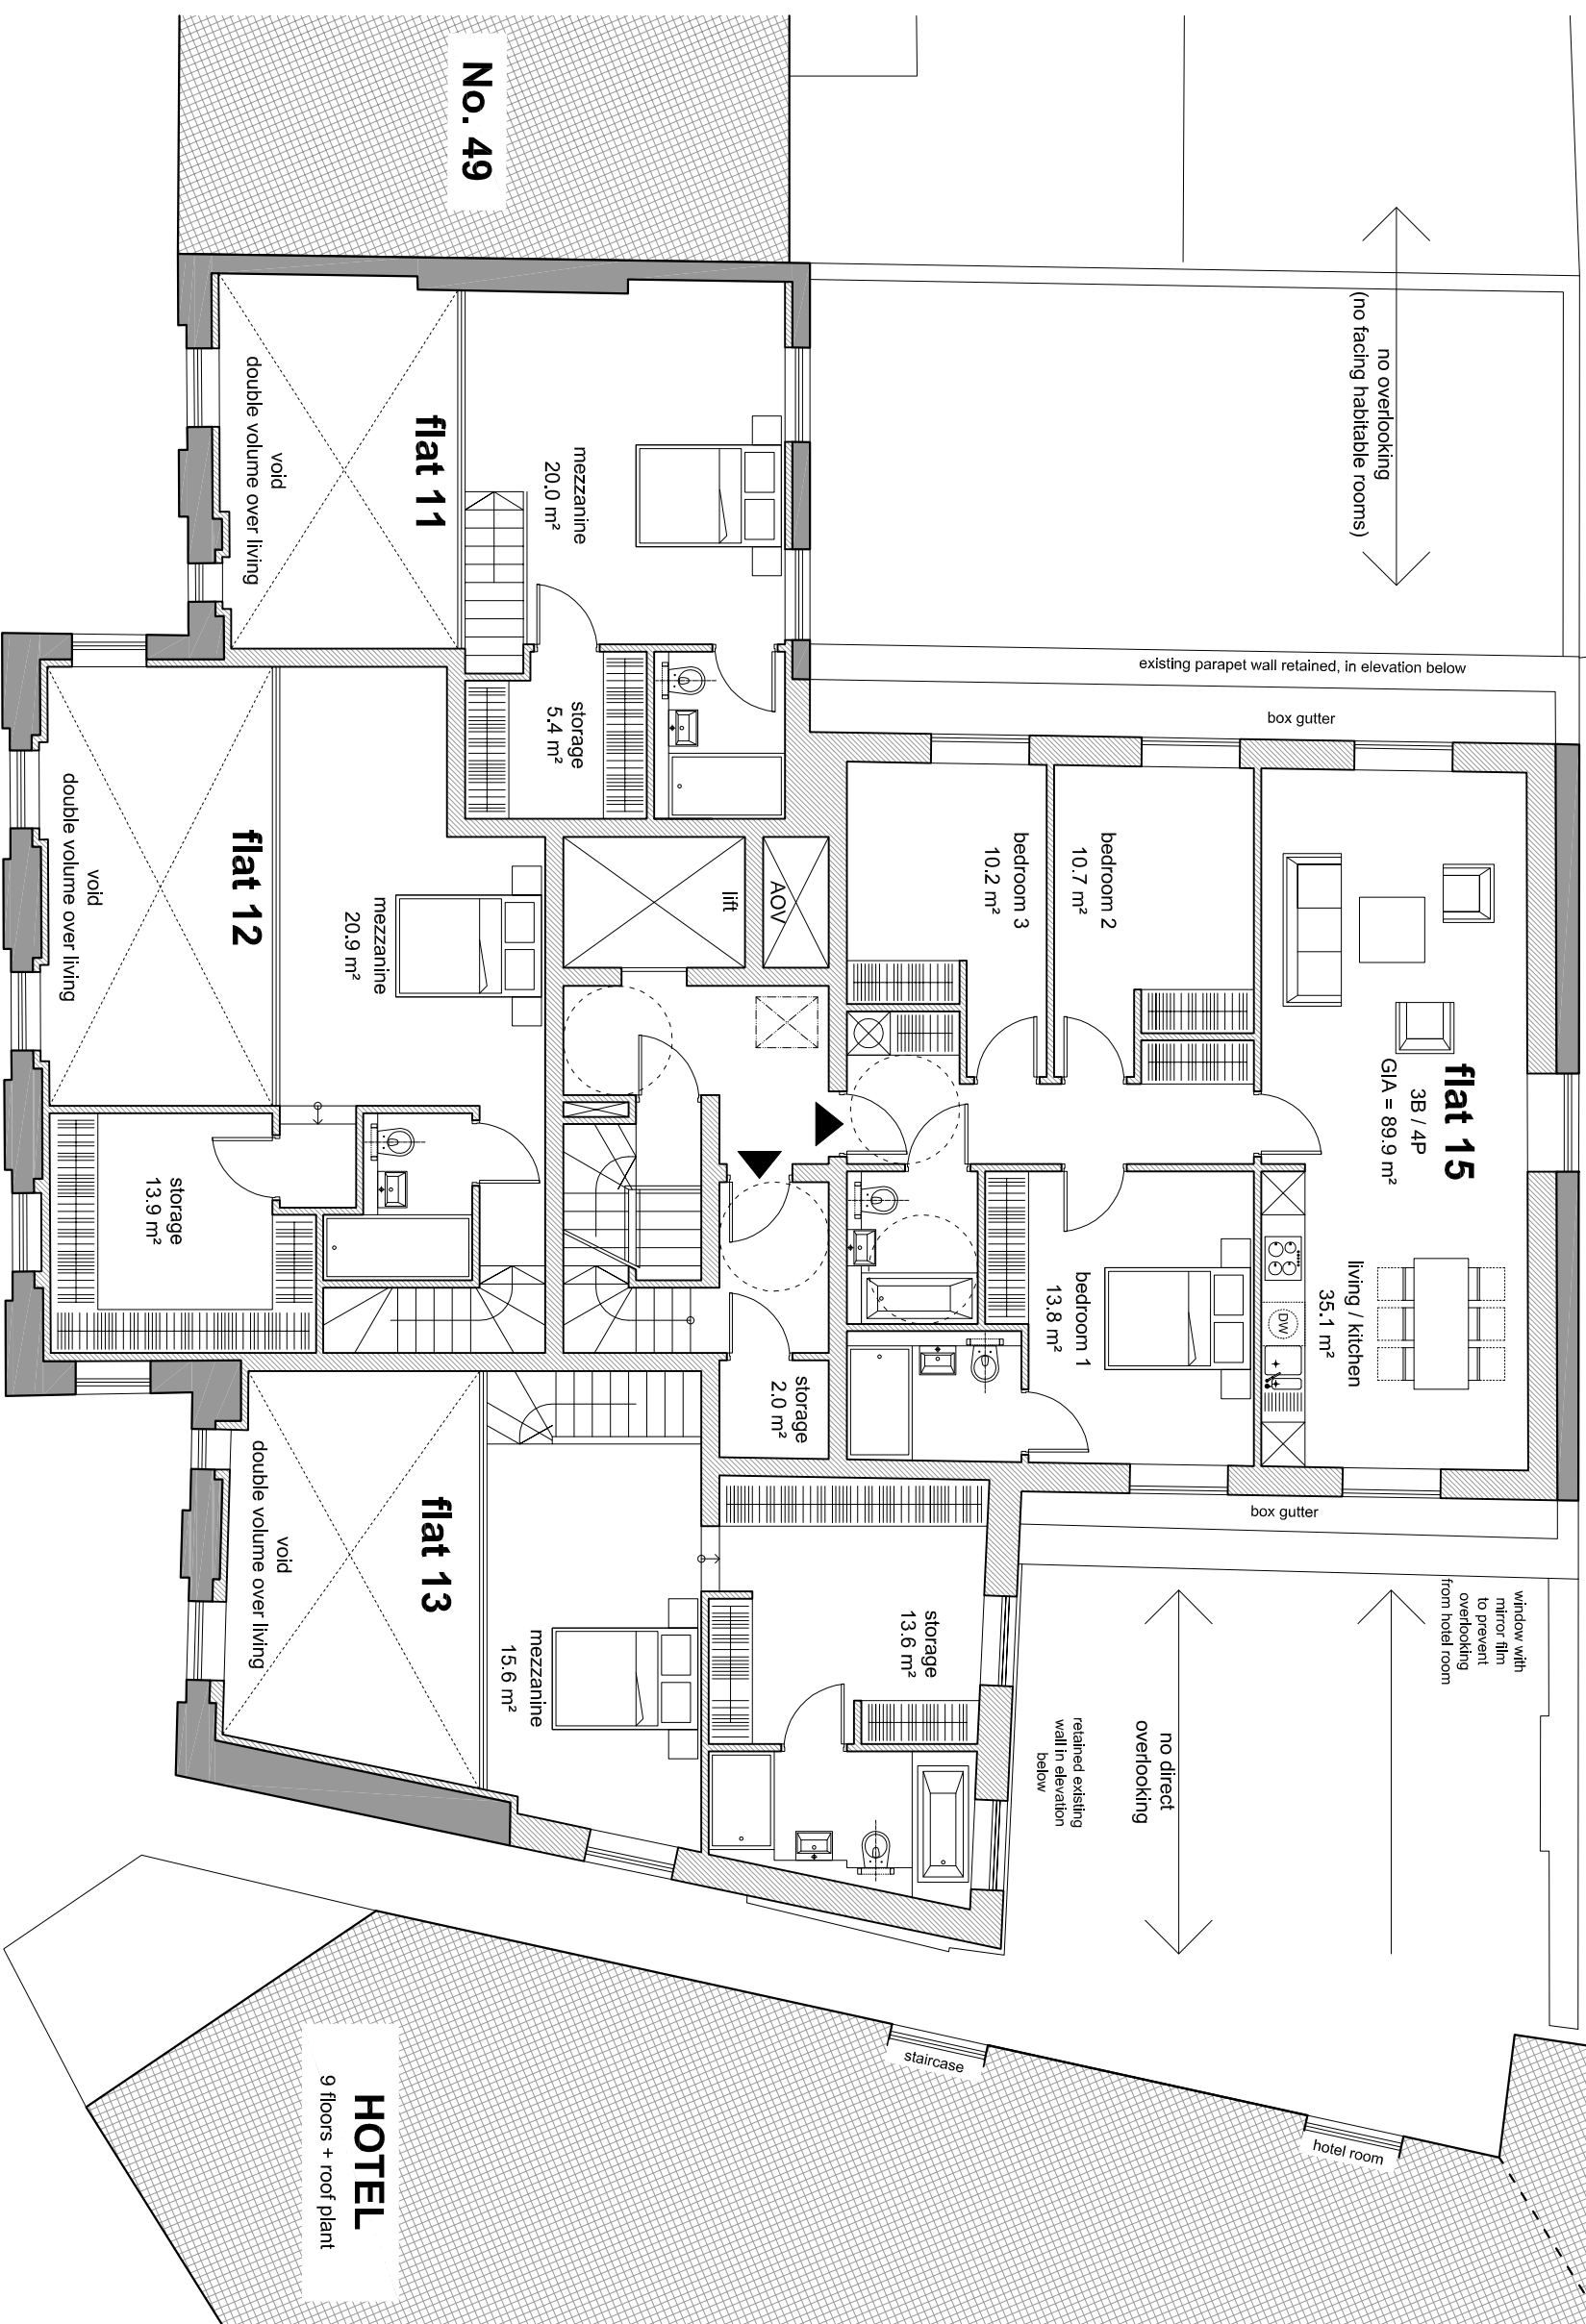 No. 49
no overlooking
(no facing habitable rooms)
existing parapet wall retained, in elevation below
box gutter
flat 11
mezzanine
20.0 m²
void
double volume over living
storage
5.4 m²
flat 12
mezzanine
20.9 m²
void
double volume over living
lift
AOV
bedroom 3
10.2 m²
bedroom 2
10.7 m²
flat 15
3B / 4P
GIA = 89.9 m²
living / kitchen
35.1 m²
DW
bedroom 1
13.8 m²
storage
13.9 m²
storage
2.0 m²
box gutter
flat 13
mezzanine
15.6 m²
void
double volume over living
storage
13.6 m²
window with
mirror film
to prevent
overlooking
from hotel room
no direct
overlooking
retained existing
wall in elevation
below
staircase
hotel room
HOTEL
9 floors + roof plant